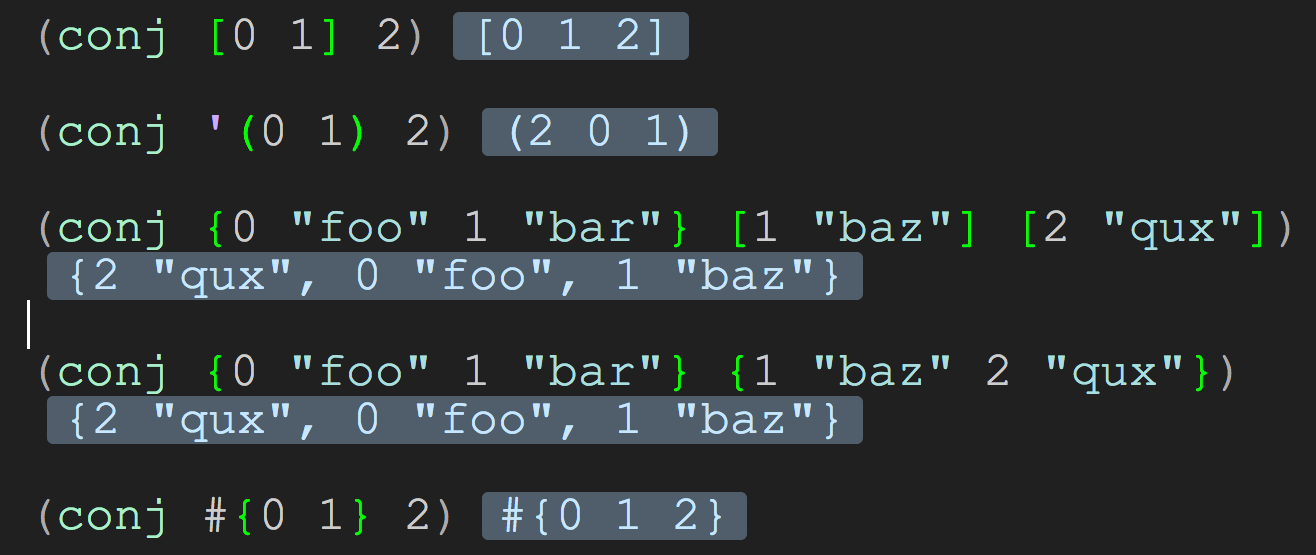 (conj [0 1] 2) [0 1 2]
(conj '(0 1) 2) (2 0 1)
(conj {0 "foo" 1 "bar"} [1 "baz"] [2 "qux"])
{2 "qux", 0 "foo", 1 "baz"}
(conj {0 "foo" 1 "bar"} {1 "baz" 2 "qux"})
{2 "qux", 0 "foo", 1 "baz"}
(conj #{0 1} 2) #{0 1 2}